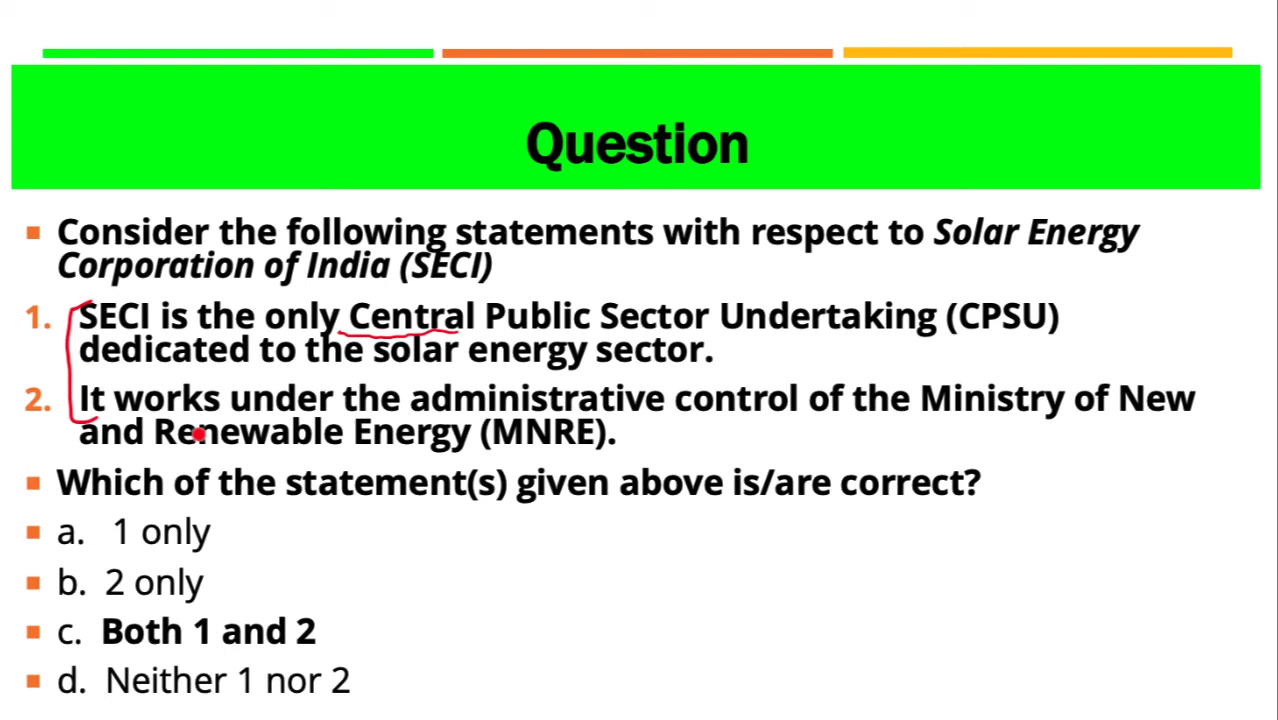 Question
Consider the following statements with respect to Solar Energy
Corporation of India (SECI)
1. SECI is the only Central Public Sector Undertaking (CPSU)
dedicated to the solar energy sector.
2. It works under the administrative control of the Ministry of New
and Renewable Energy (MNRE).
Which of the statement(s) given above is/are correct?
a. 1 only
b. 2 only
c. Both 1 and 2
d. Neither 1 nor 2